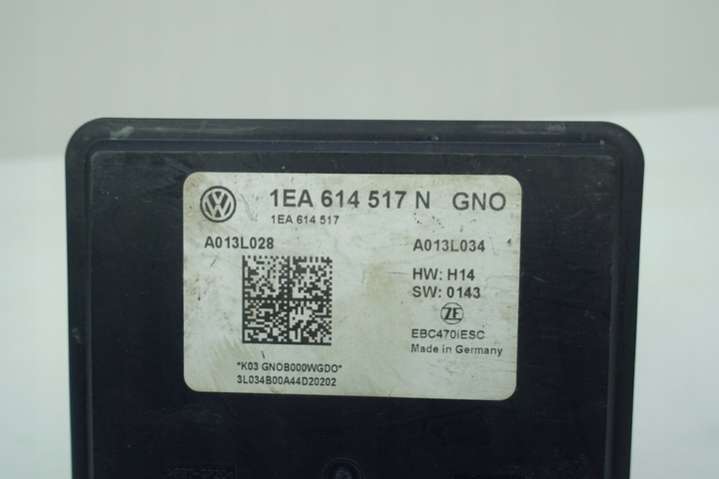 1EA 614 517 N GNO
1EA 614 517
A013L028 A013L034
HW: H14
SW: 0143
ZF
EBC470iESC
Made in Germany
*K03 GNOB000WGDO*
3L034B00A44D20202